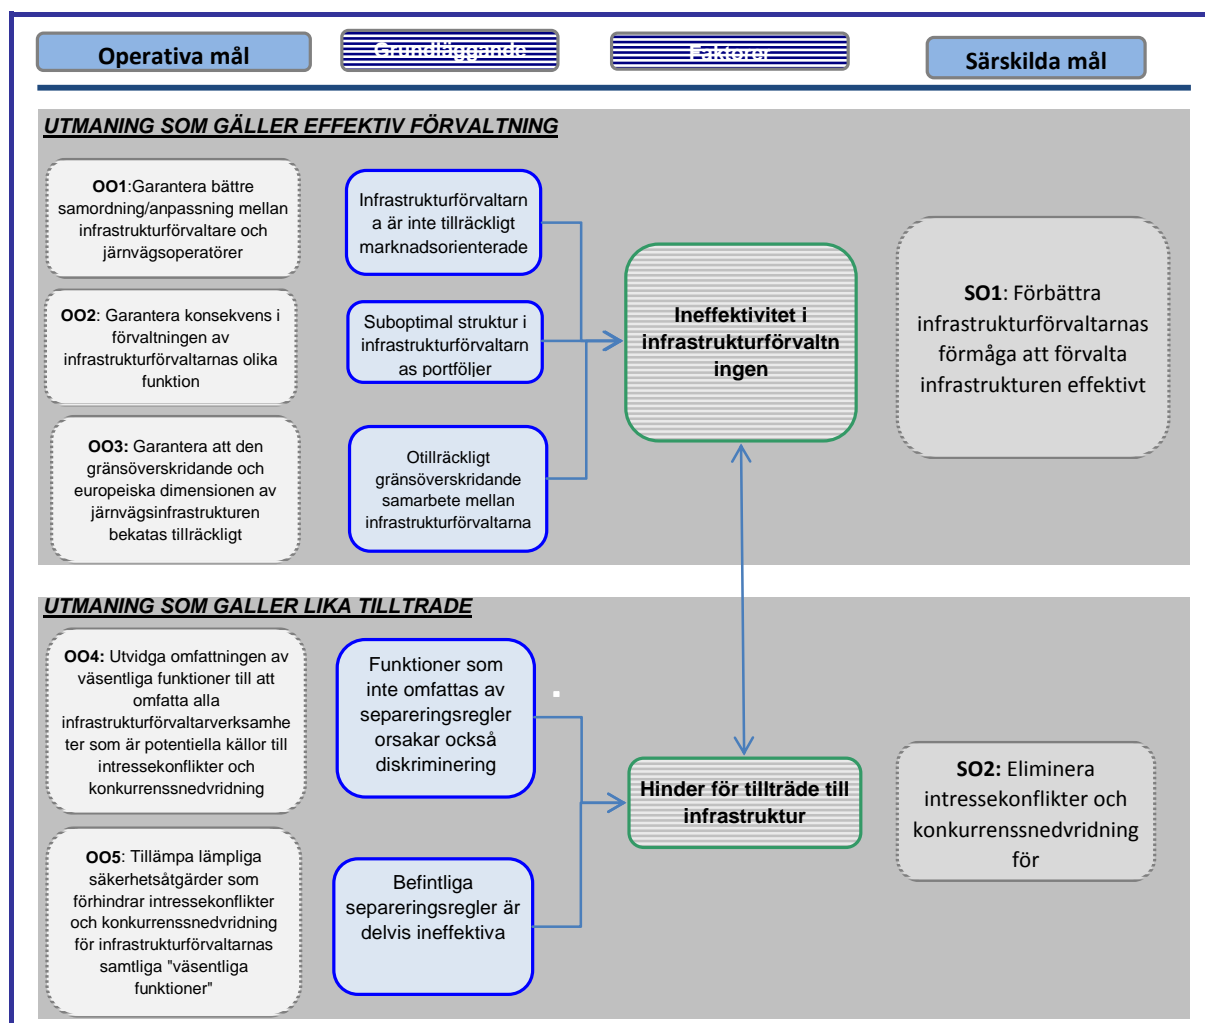 Operativa mål
Grundläggande
Faktorer
Särskilda mål
UTMANING SOM GÄLLER EFFEKTIV FÖRVALTNING
OO1:Garantera bättre
samordning/anpassning mellan
infrastrukturförvaltare och
järnvägsoperatörer
OO2: Garantera konsekvens i
förvaltningen av
infrastrukturförvaltarnas olika
funktion
OO3: Garantera att den
gränsöverskridande och
europeiska dimensionen av
järnvägsinfrastrukturen
bekatas tillräckligt
Infrastrukturförvaltarn
a är inte tillräckligt
marknadsorienterade
Suboptimal struktur i
infrastrukturförvaltarn
as portföljer
Otillräckligt
gränsöverskridande
samarbete mellan
infrastrukturförvaltarna
Ineffektivitet i
infrastrukturförvaltn
ingen
SO1: Förbättra
infrastrukturförvaltarnas
förmåga att förvalta
infrastrukturen effektivt
UTMANING SOM GÄLLER LIKA TILLTRÄDE
OO4: Utvidga omfattningen av
väsentliga funktioner till att
omfatta alla
infrastrukturförvaltarverksamhe
ter som är potentiella källor till
intressekonflikter och
konkurrenssnedvridning
OO5: Tillämpa lämpliga
säkerhetsåtgärder som
förhindrar intressekonflikter
och konkurrenssnedvridning
för infrastrukturförvaltarnas
samtliga "väsentliga
funktioner"
Funktioner som
inte omfattas av
separeringsregler
orsakar också
diskriminering
Befintliga
separeringsregler är
delvis ineffektiva
Hinder för tillträde till
infrastruktur
SO2: Eliminera
intressekonflikter och
konkurrenssnedvridning
för